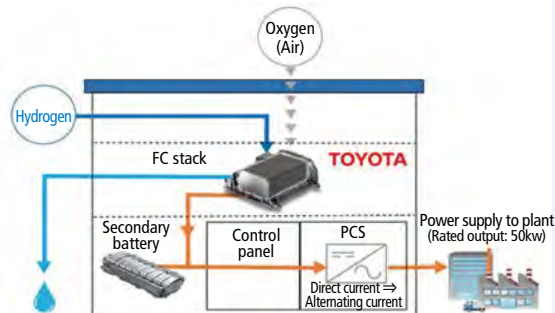 Oxygen
(Air)
Hydrogen
FC stack
TOYOTA
Secondary
battery
Control
panel
PCS
Direct current ⇒
Alternating current
Power supply to plant
(Rated output: 50kw)